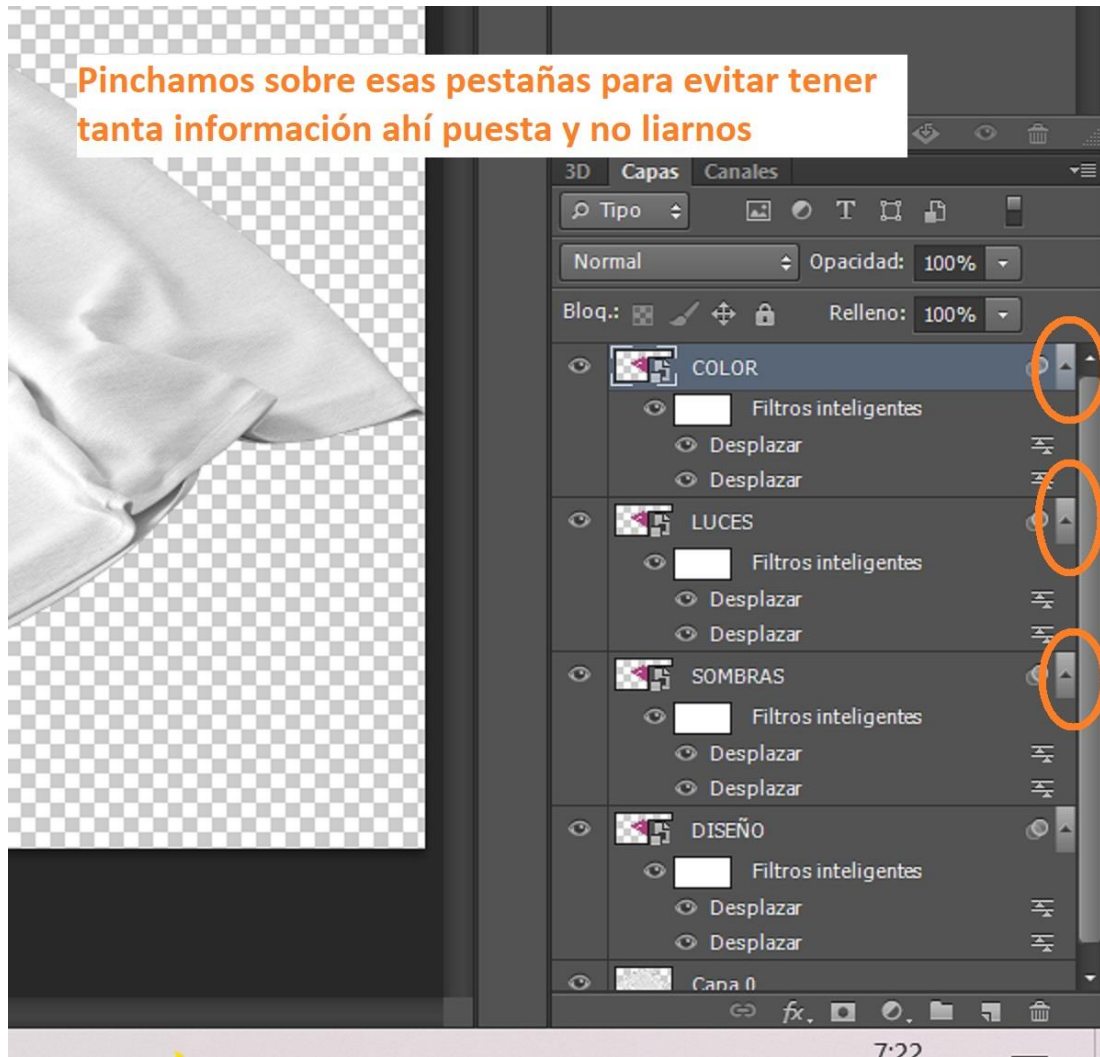 Pinchamos sobre esas pestañas para evitar tener
tanta información ahí puesta y no liarnos
3D Capas Canales
Tipo
Normal Opacidad: 100%
Bloq.: Relleno: 100%
COLOR
Filtros inteligentes
Desplazar
Desplazar
LUCES
Filtros inteligentes
Desplazar
Desplazar
SOMBRAS
Filtros inteligentes
Desplazar
Desplazar
DISEÑO
Filtros inteligentes
Desplazar
Desplazar
Capa 0
fx.
7:22